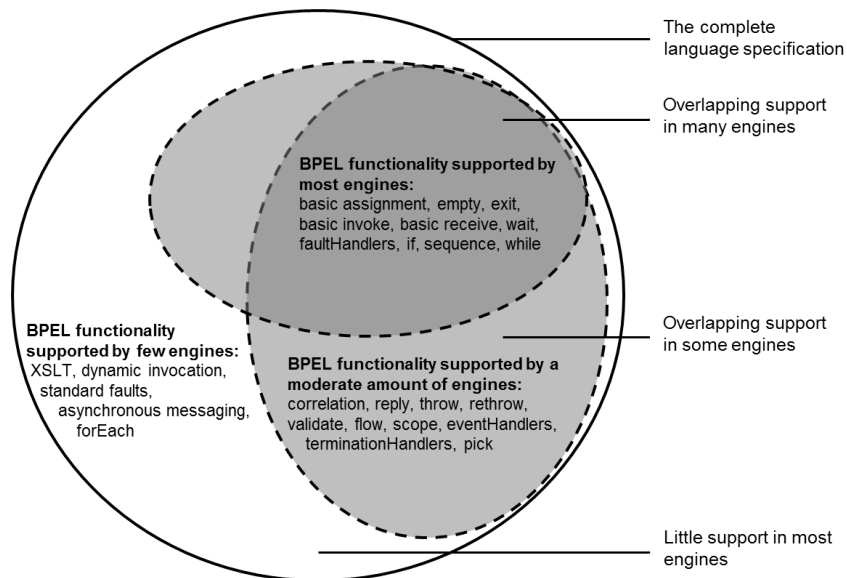 The complete
language specification
Overlapping support
in many engines
BPEL functionality supported by
most engines:
basic assignment, empty, exit,
basic invoke, basic receive, wait,
faultHandlers, if, sequence, while
Overlapping support
in some engines
BPEL functionality
supported by few engines:
XSLT, dynamic invocation,
standard faults,
asynchronous messaging,
forEach
BPEL functionality supported by a
moderate amount of engines:
correlation, reply, throw, rethrow,
validate, flow, scope, eventHandlers,
terminationHandlers, pick
Little support in most
engines